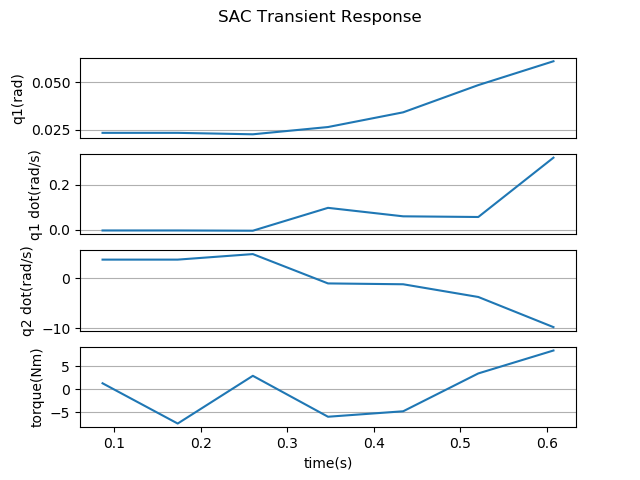 SAC Transient Response
q1(rad)
0.050
0.025
q1 dot(rad/s)
0.2
0.0
q2 dot(rad/s)
0
−10
torque(Nm)
5
0
−5
0.1 0.2 0.3 0.4 0.5 0.6
time(s)